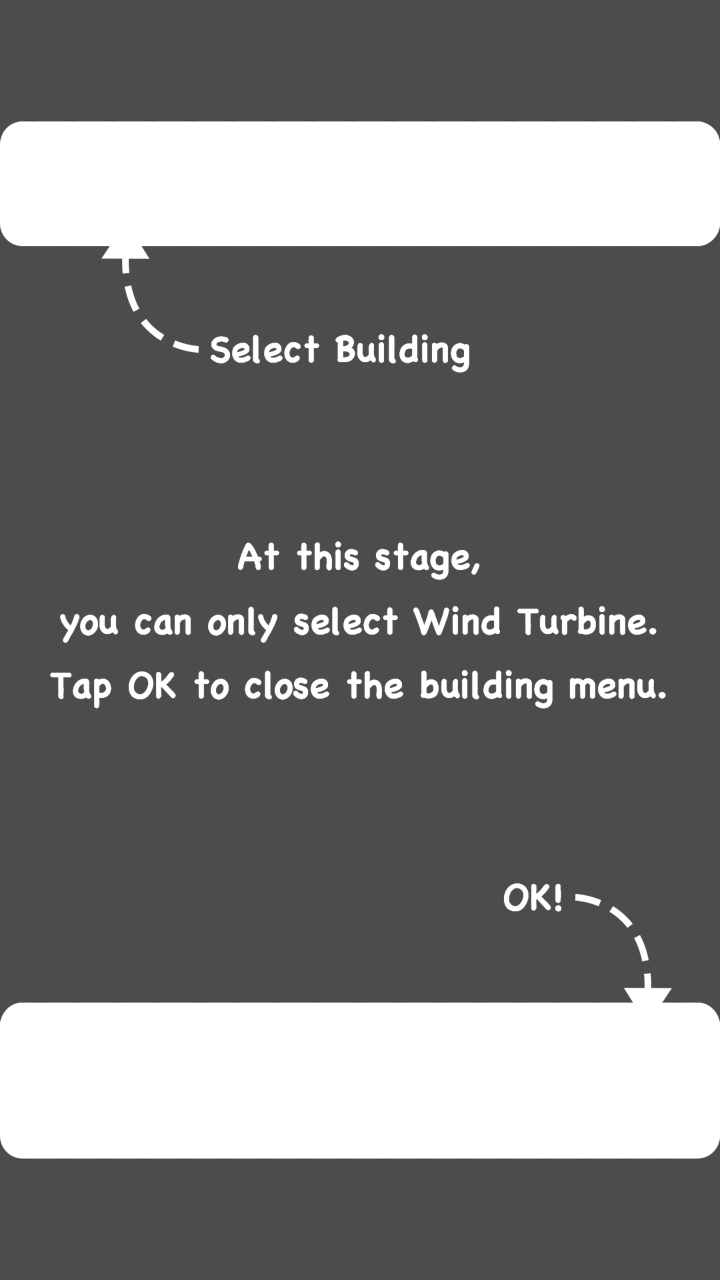 Select Building
At this stage,
you can only select Wind Turbine.
Tap OK to close the building menu.
OK!